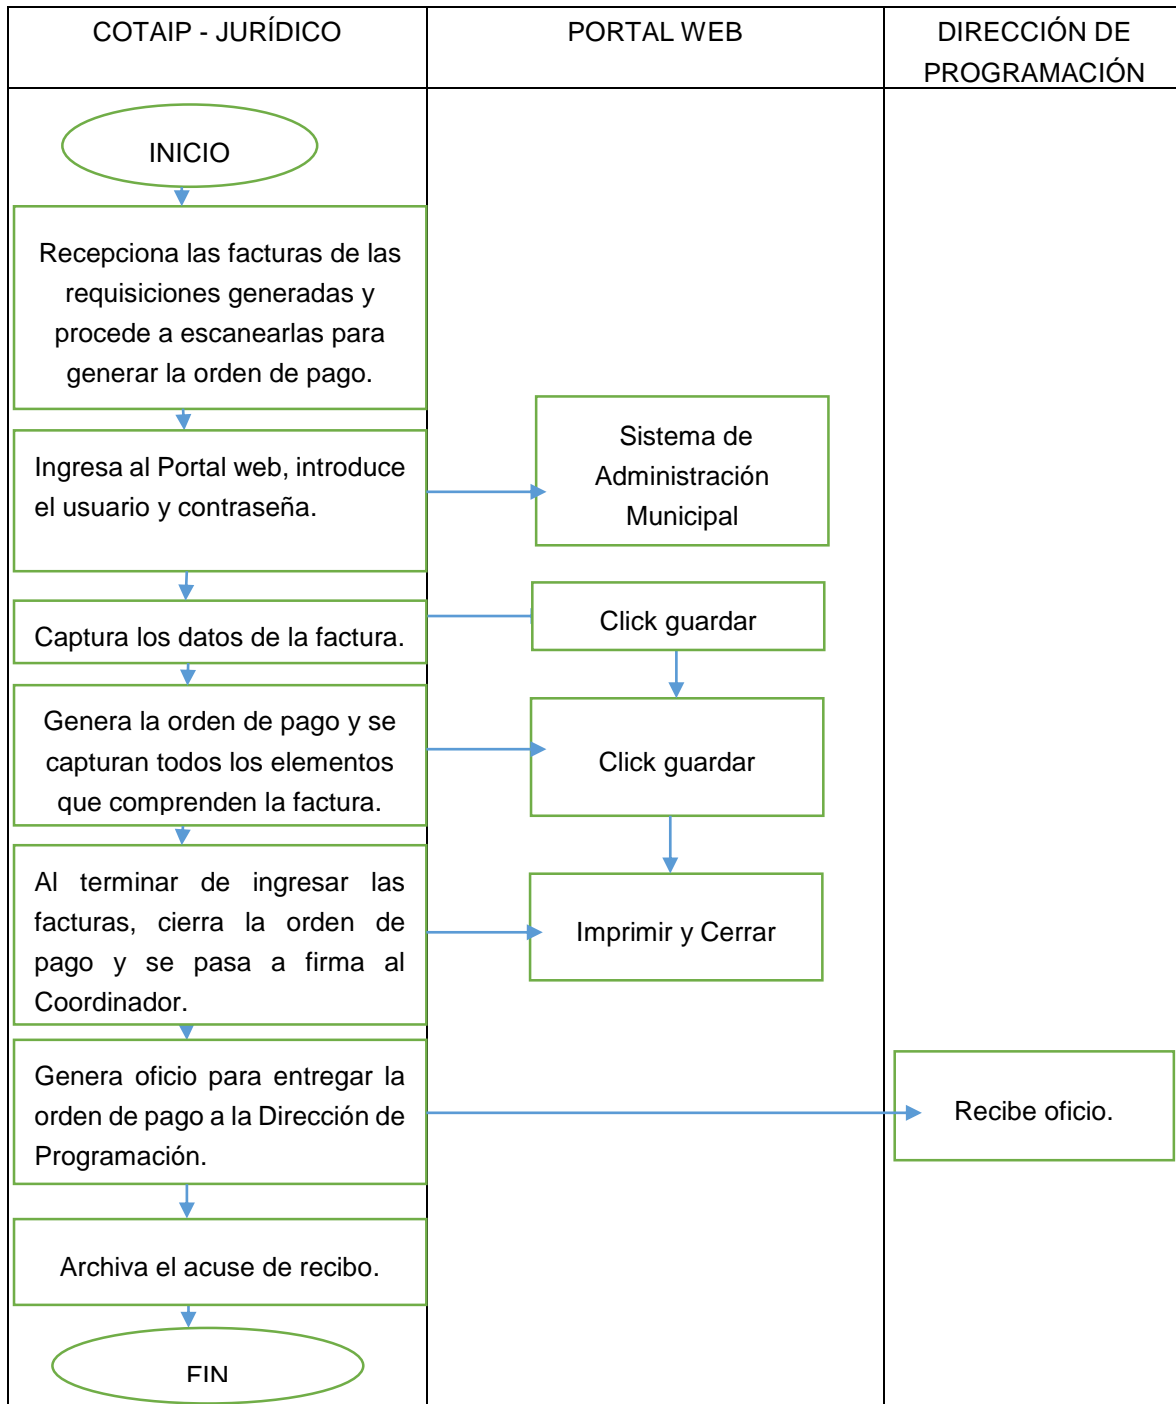 COTAIP - JURÍDICO
PORTAL WEB
DIRECCIÓN DE
PROGRAMACIÓN
INICIO
Recepciona las facturas de las
requisiciones generadas y
procede a escanearlas para
generar la orden de pago.
Ingresa al Portal web, introduce
el usuario y contraseña.
Sistema de
Administración
Municipal
Captura los datos de la factura.
Click guardar
Genera la orden de pago y se
capturan todos los elementos
que comprenden la factura.
Click guardar
Al terminar de ingresar las
facturas, cierra la orden de
pago y se pasa a firma al
Coordinador.
Imprimir y Cerrar
Genera oficio para entregar la
orden de pago a la Dirección de
Programación.
Recibe oficio.
Archiva el acuse de recibo.
FIN